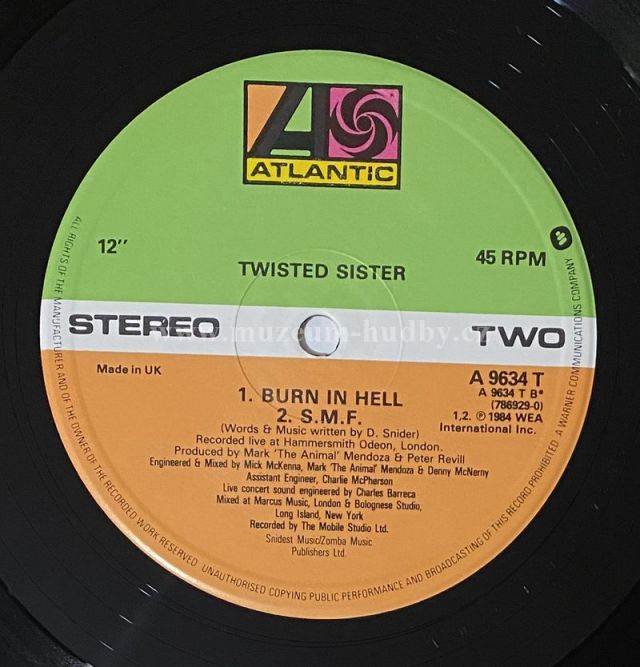 ATLANTIC
12"
45 RPM
TWISTED SISTER
STEREO
TWO
www.muzeum-hudby.cz
Made in UK
A 9634 T
A 9634 T B*
(786929-0)
1,2. ℗ 1984 WEA
International Inc.
1. BURN IN HELL
2. S.M.F.
(Words & Music written by D. Snider)
Recorded live at Hammersmith Odeon, London.
Produced by Mark 'The Animal' Mendoza & Peter Revill
Engineered & Mixed by Mick McKenna, Mark 'The Animal' Mendoza & Denny McNerny
Assistant Engineer, Charlie McPherson
Live concert sound engineered by Charles Barreca
Mixed at Marcus Music, London & Bolognese Studio,
Long Island, New York
Recorded by The Mobile Studio Ltd.
Snidest Music/Zomba Music
Publishers Ltd.
ALL RIGHTS OF THE MANUFACTURER AND OF THE OWNER OF THE RECORDED WORK RESERVED. UNAUTHORISED COPYING PUBLIC PERFORMANCE AND BROADCASTING OF THIS RECORD PROHIBITED A WARNER COMMUNICATIONS COMPANY